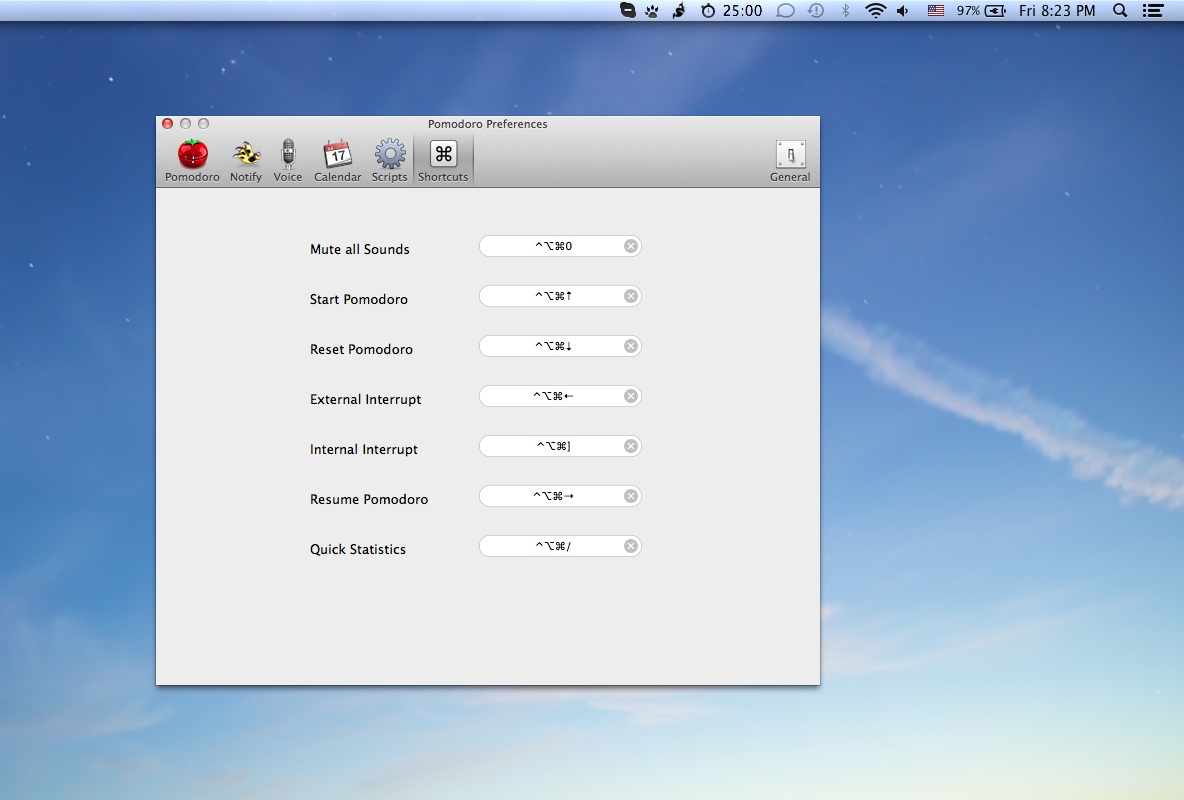 25:00 97% Fri 8:23 PM
Pomodoro Preferences
17
Pomodoro Notify Voice Calendar Scripts Shortcuts General
Mute all Sounds ^⌥⌘0
Start Pomodoro ^⌥⌘↑
Reset Pomodoro ^⌥⌘↓
External Interrupt ^⌥⌘←
Internal Interrupt ^⌥⌘]
Resume Pomodoro ^⌥⌘→
Quick Statistics ^⌥⌘/